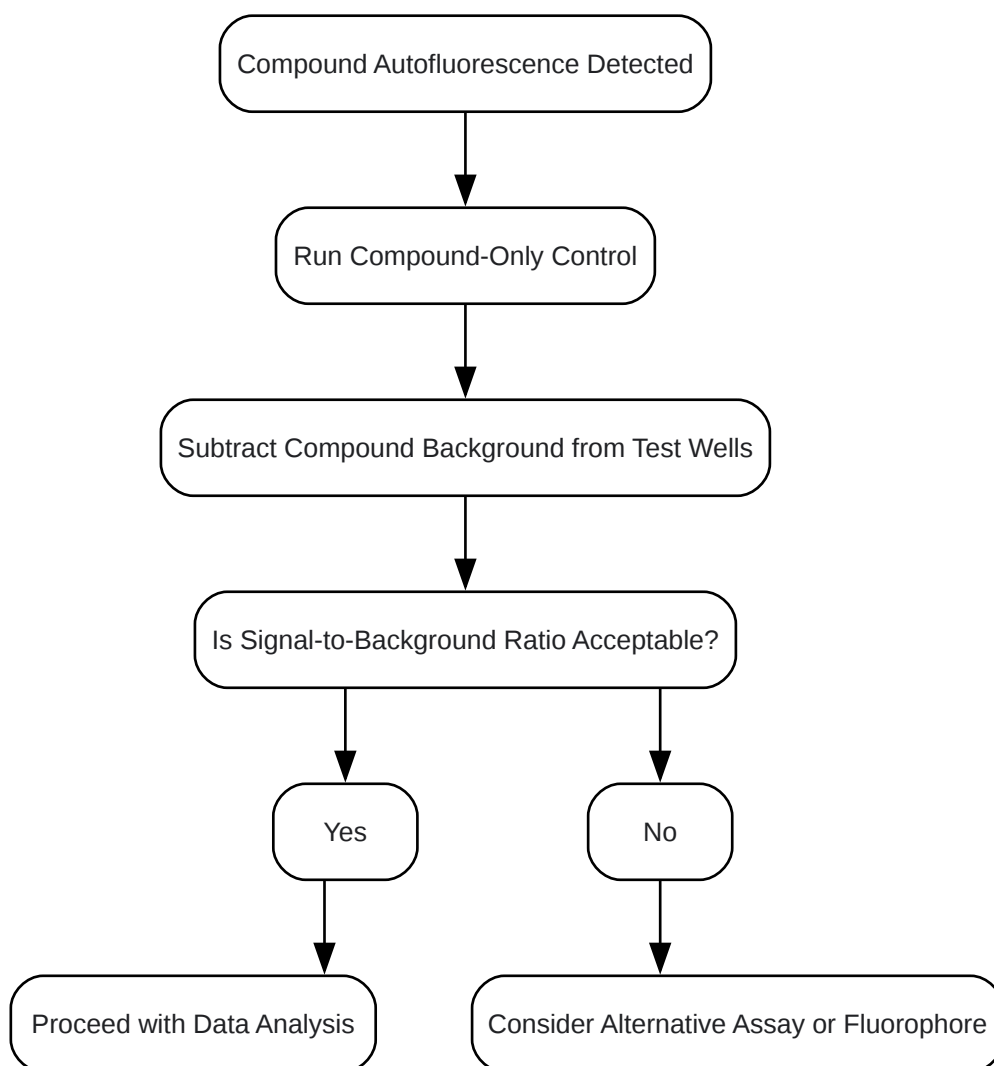 Compound Autofluorescence Detected
Run Compound-Only Control
Subtract Compound Background from Test Wells
Is Signal-to-Background Ratio Acceptable?
Yes
No
Proceed with Data Analysis
Consider Alternative Assay or Fluorophore